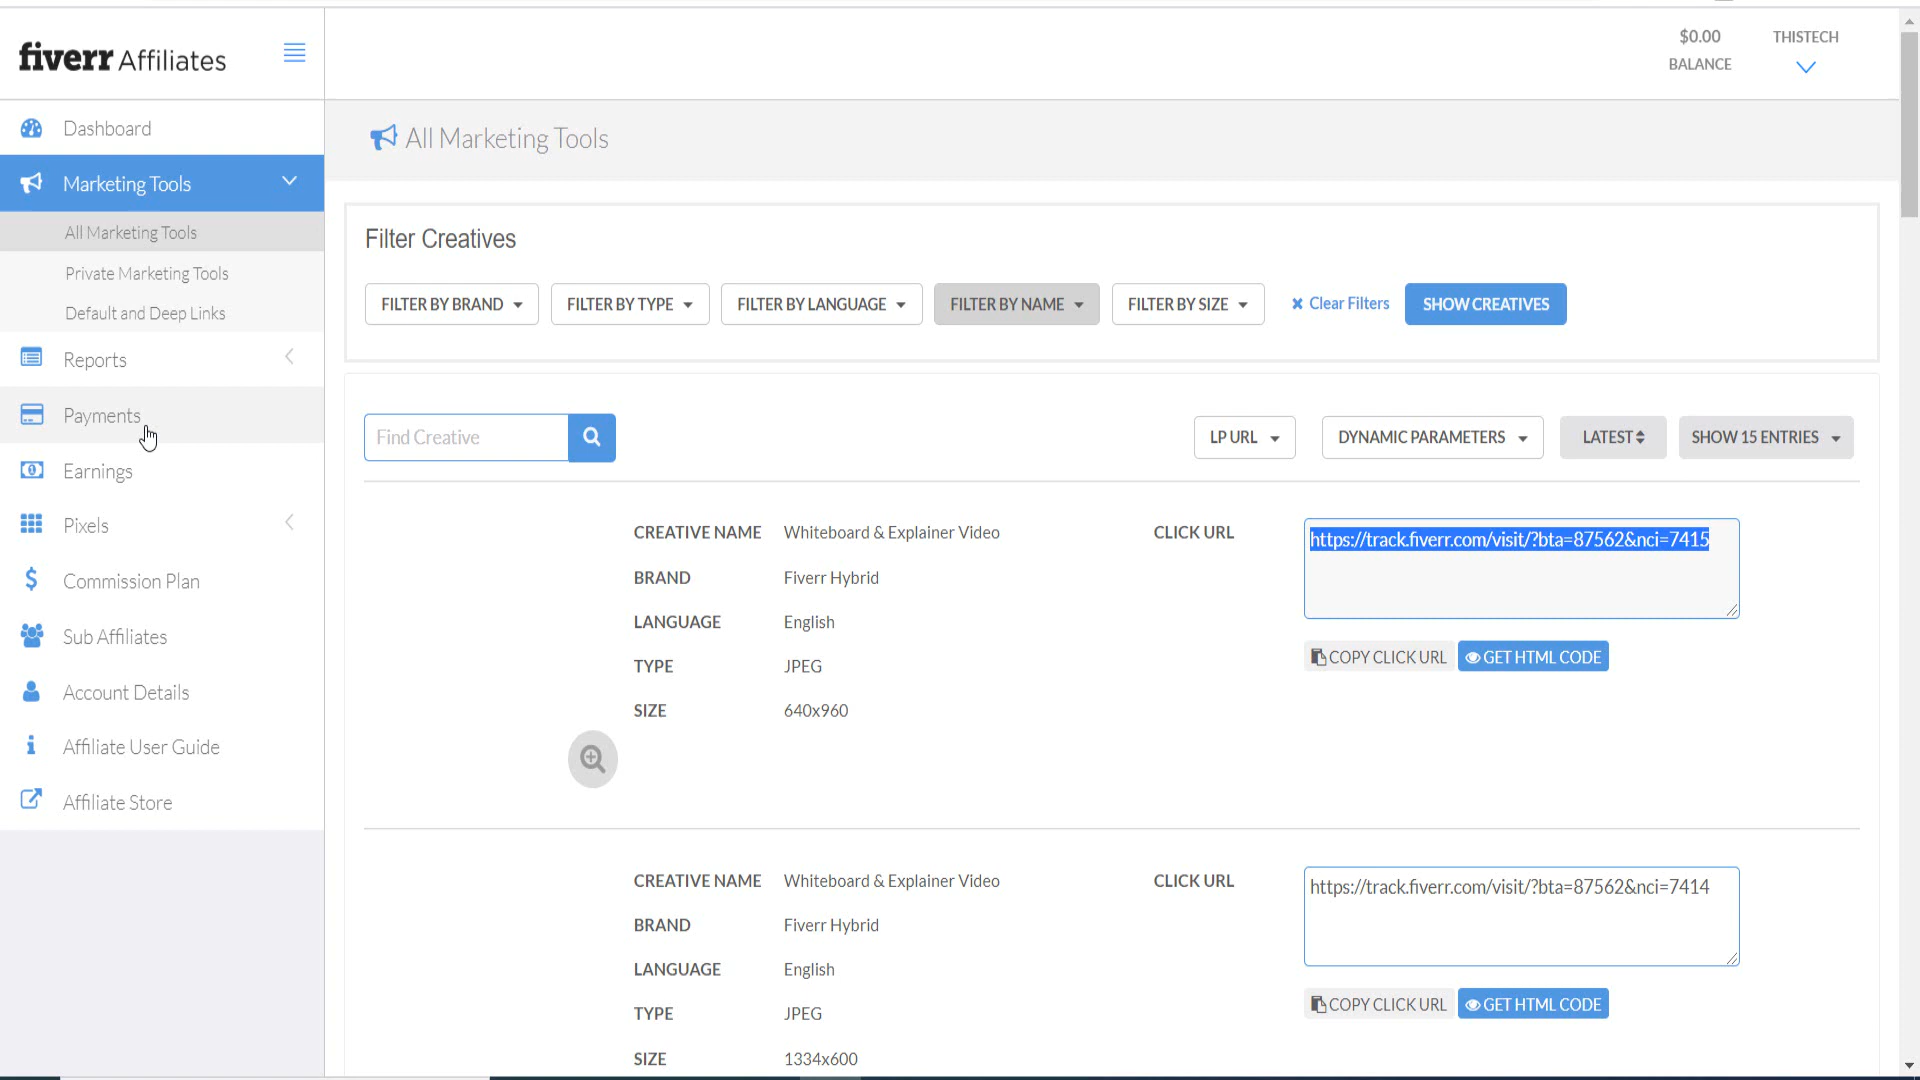 fiverr Affiliates
$0.00
BALANCE
THISTECH
Dashboard
Marketing Tools
All Marketing Tools
Private Marketing Tools
Default and Deep Links
Reports
Payments
Earnings
Pixels
Commission Plan
Sub Affiliates
Account Details
Affiliate User Guide
Affiliate Store
All Marketing Tools
Filter Creatives
FILTER BY BRAND FILTER BY TYPE FILTER BY LANGUAGE FILTER BY NAME FILTER BY SIZE Clear Filters SHOW CREATIVES
Find Creative LP URL DYNAMIC PARAMETERS LATEST SHOW 15 ENTRIES
CREATIVE NAME Whiteboard & Explainer Video CLICK URL https://track.fiverr.com/visit/?bta=87562&nci=7415
BRAND Fiverr Hybrid
LANGUAGE English
TYPE JPEG COPY CLICK URL GET HTML CODE
SIZE 640x960
CREATIVE NAME Whiteboard & Explainer Video CLICK URL https://track.fiverr.com/visit/?bta=87562&nci=7414
BRAND Fiverr Hybrid
LANGUAGE English
TYPE JPEG COPY CLICK URL GET HTML CODE
SIZE 1334x600